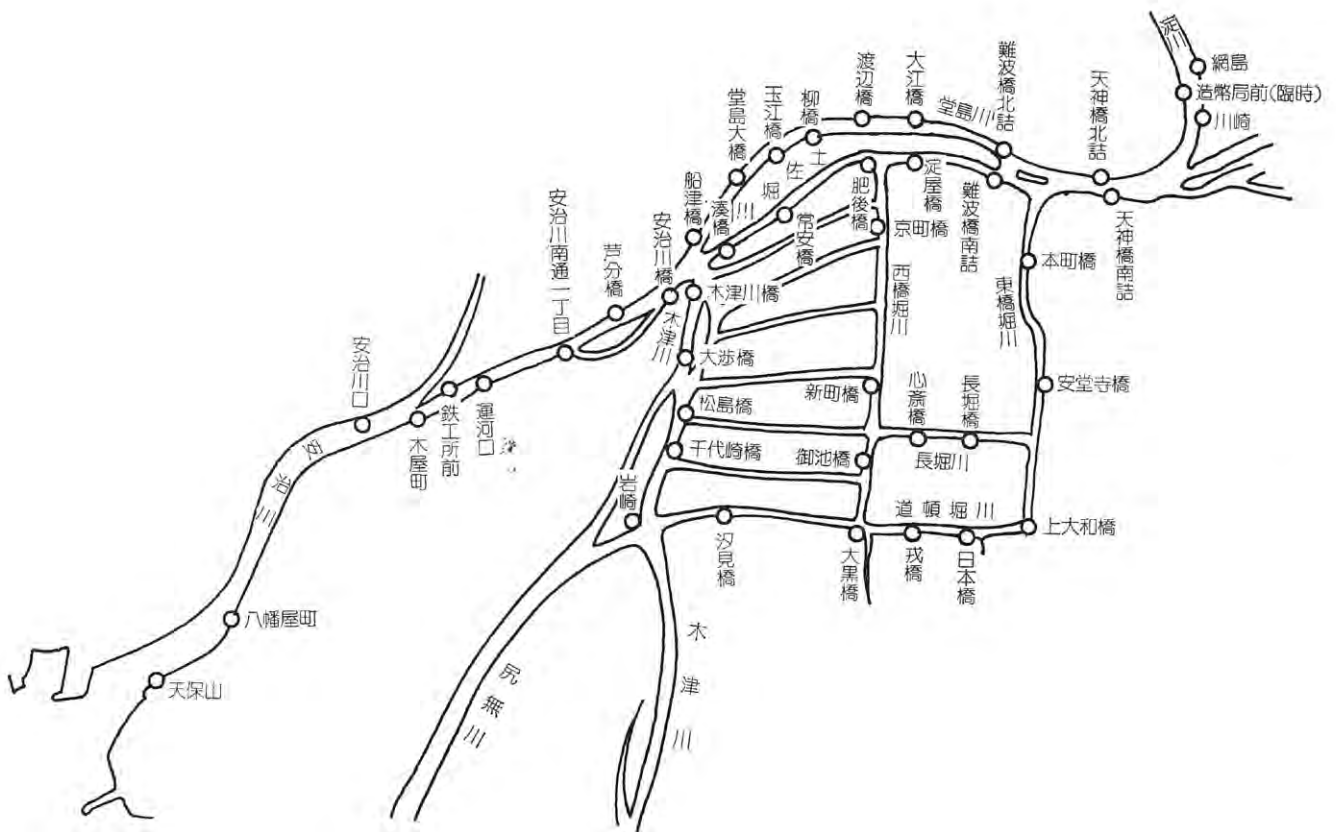 淀川
網島
造幣局前(臨時)
川崎
天神橋北詰
天神橋南詰
難波橋北詰
難波橋南詰
堂島川
大江橋
渡辺橋
柳橋
玉江橋
堂島大橋
船津橋
土佐堀川
湊橋
常安橋
肥後橋
淀屋橋
京町橋
西橋堀川
東橋堀川
本町橋
安堂寺橋
上大和橋
長堀橋
心斎橋
長堀川
新町橋
御池橋
道頓堀川
日本橋
戎橋
大黒橋
汐見橋
安治川橋
木津川橋
木津川
大渉橋
松島橋
千代崎橋
岩崎
芦分橋
安治川南通一丁目
運河口
鉄工所前
木屋町
安治川口
安治川
八幡屋町
天保山
尻無川
木津川